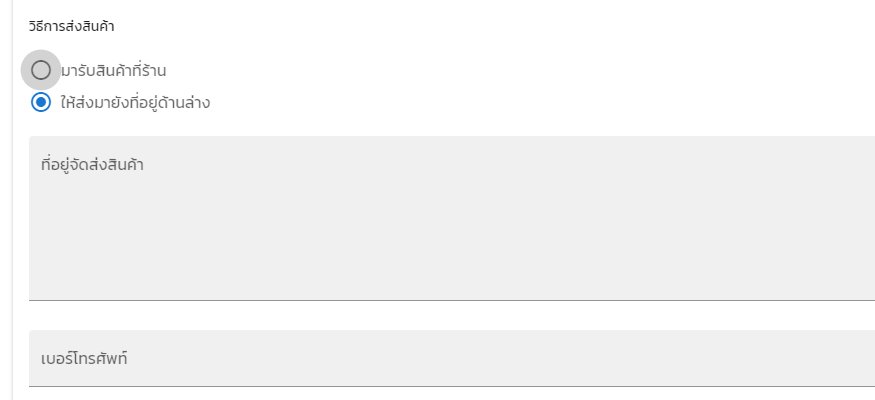 วิธีการส่งสินค้า
มารับสินค้าที่ร้าน
ให้ส่งมายังที่อยู่ด้านล่าง
ที่อยู่จัดส่งสินค้า
เบอร์โทรศัพท์